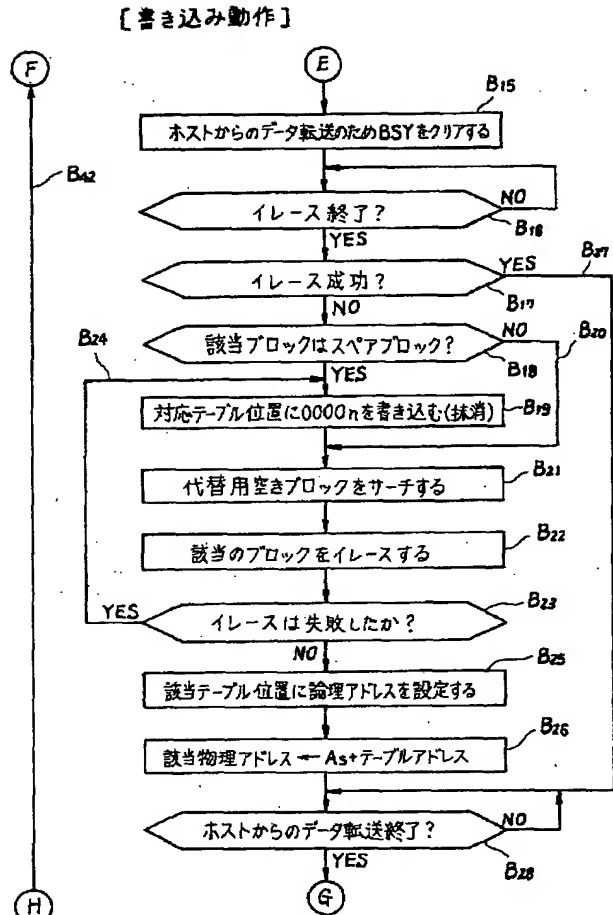 [書き込み動作]
F
E
B15
ホストからのデータ転送のためBSYをクリアする
B42
NO
イレース終了?
B16
YES
B27
イレース成功?
YES
B17
NO
B20
B24
該当ブロックはスペアブロック?
NO
B18
YES
対応テーブル位置に0000hを書き込む(抹消)
B19
B21
代替用空きブロックをサーチする
B22
該当のブロックをイレースする
YES
B23
イレースは失敗したか?
NO
B25
該当テーブル位置に論理アドレスを設定する
B26
該当物理アドレス ← As+テーブルアドレス
ホストからのデータ転送終了?
NO
B28
YES
H
G